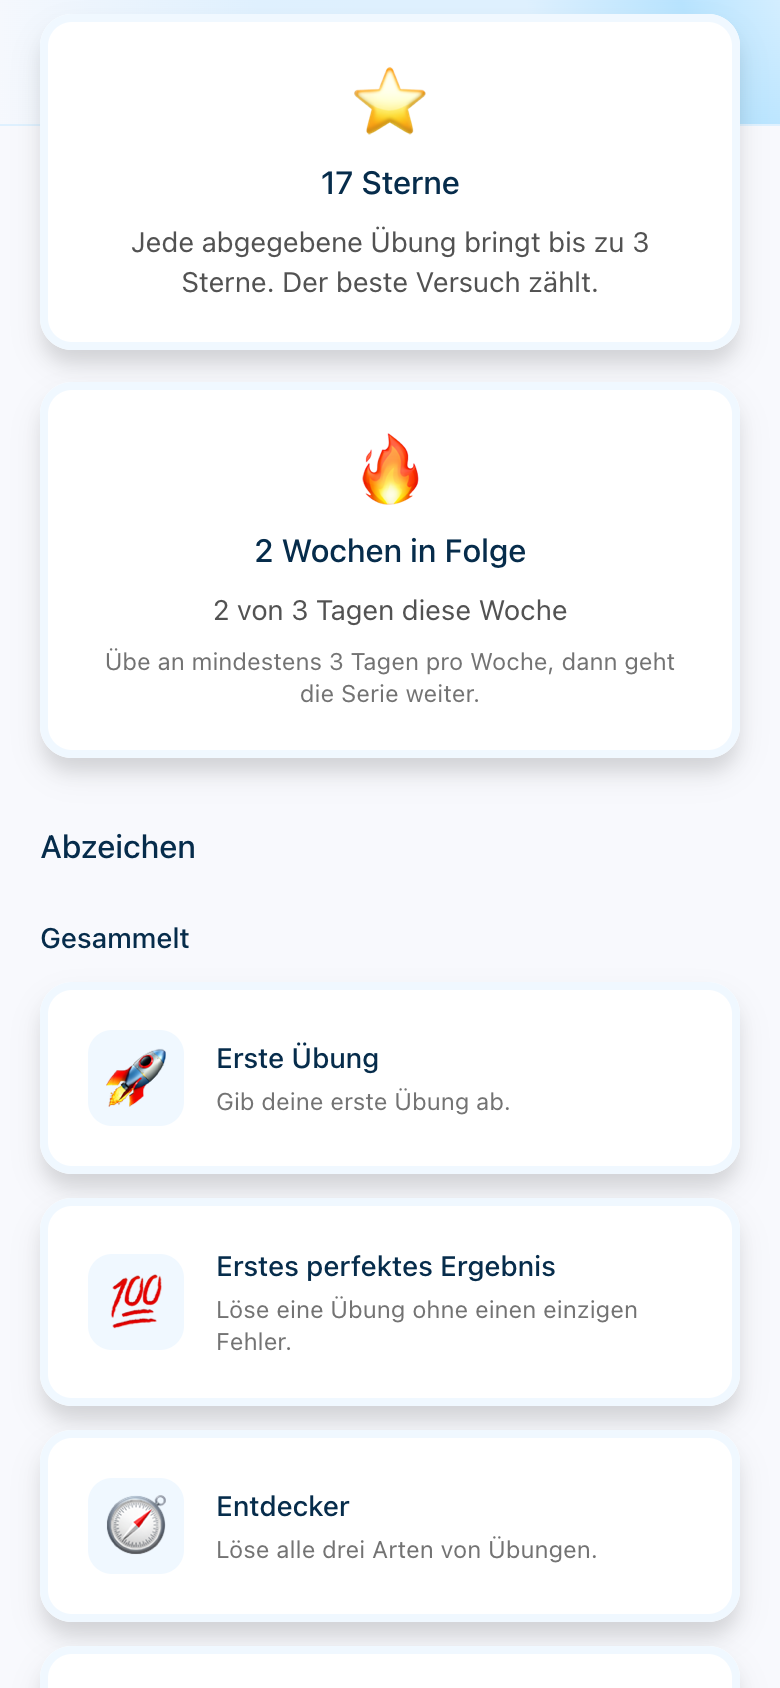 17 Sterne
Jede abgegebene Übung bringt bis zu 3
Sterne. Der beste Versuch zählt.
2 Wochen in Folge
2 von 3 Tagen diese Woche
Übe an mindestens 3 Tagen pro Woche, dann geht
die Serie weiter.
Abzeichen
Gesammelt
Erste Übung
Gib deine erste Übung ab.
100
Erstes perfektes Ergebnis
Löse eine Übung ohne einen einzigen
Fehler.
Entdecker
Löse alle drei Arten von Übungen.